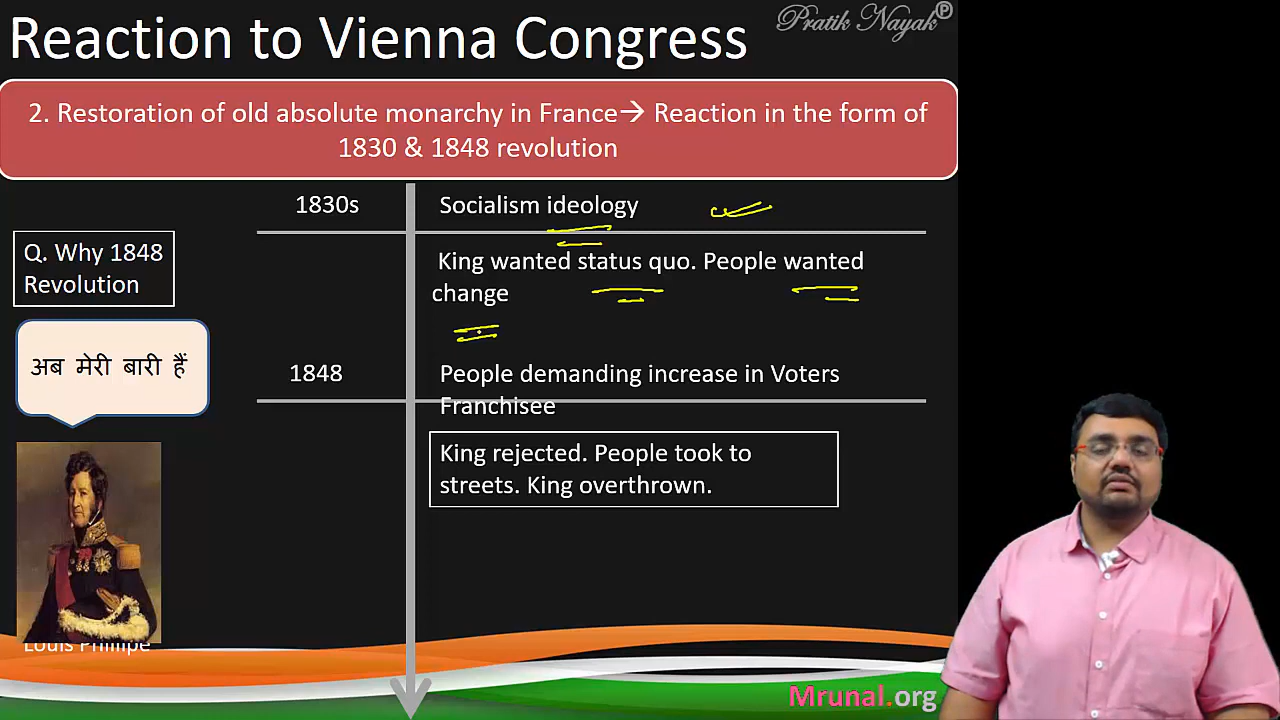 Reaction to Vienna Congress
Pratik Nayak
P
2. Restoration of old absolute monarchy in France→ Reaction in the form of
1830 & 1848 revolution
1830s
Socialism ideology
Q. Why 1848
Revolution
King wanted status quo. People wanted
change
अब मेरी बारी हैं
1848
People demanding increase in Voters
Franchisee
King rejected. People took to
streets. King overthrown.
Louis Phillipe
Mrunal.org